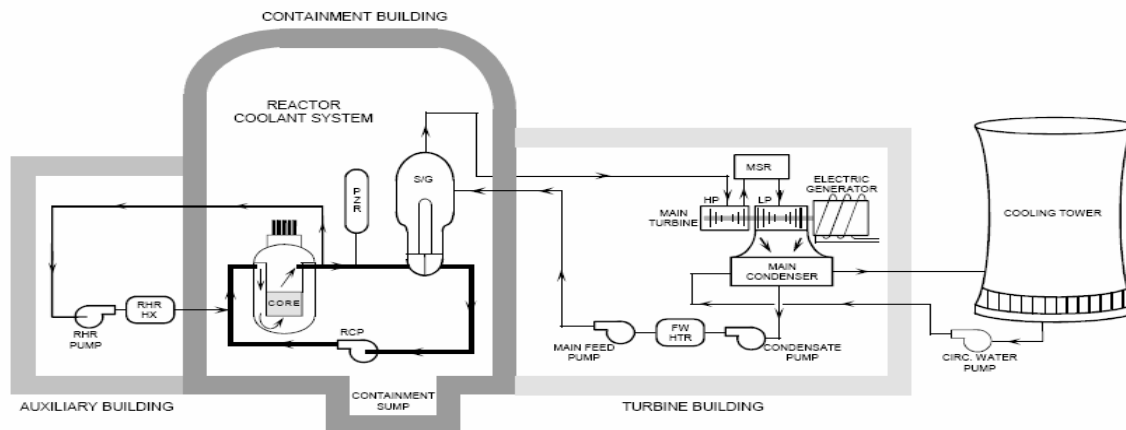 CONTAINMENT BUILDING
REACTOR
COOLANT SYSTEM
PZR
S/G
MSR
HP
LP
ELECTRIC
GENERATOR
MAIN
TURBINE
COOLING TOWER
MAIN
CONDENSER
CORE
RHR
HX
RHR
PUMP
RCP
MAIN FEED
PUMP
FW
HTR
CONDENSATE
PUMP
CIRC. WATER
PUMP
CONTAINMENT
SUMP
AUXILIARY BUILDING
TURBINE BUILDING